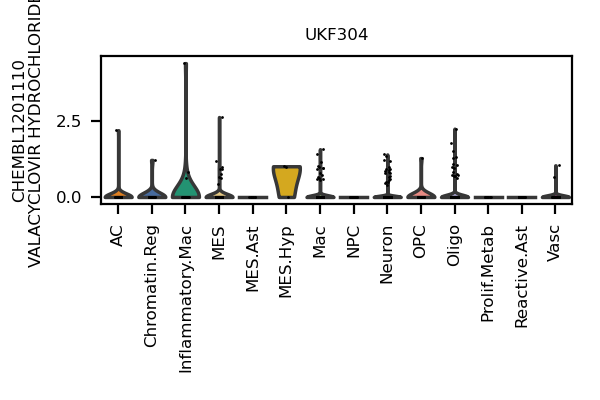 UKF304
CHEMBL1201110
VALACYCLOVIR HYDROCHLORIDE
2.5
0.0
AC
Chromatin.Reg
Inflammatory.Mac
MES
MES.Ast
MES.Hyp
Mac
NPC
Neuron
OPC
Oligo
Prolif.Metab
Reactive.Ast
Vasc